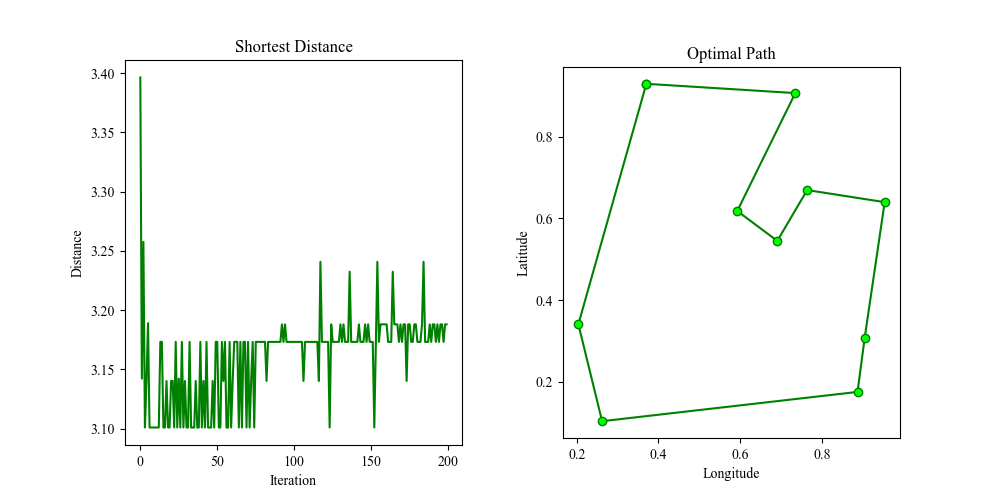 Shortest Distance
3.40
3.35
3.30
3.25
3.20
3.15
3.10
Distance
0 50 100 150 200
Iteration
Optimal Path
0.8
0.6
0.4
0.2
Latitude
0.2 0.4 0.6 0.8
Longitude